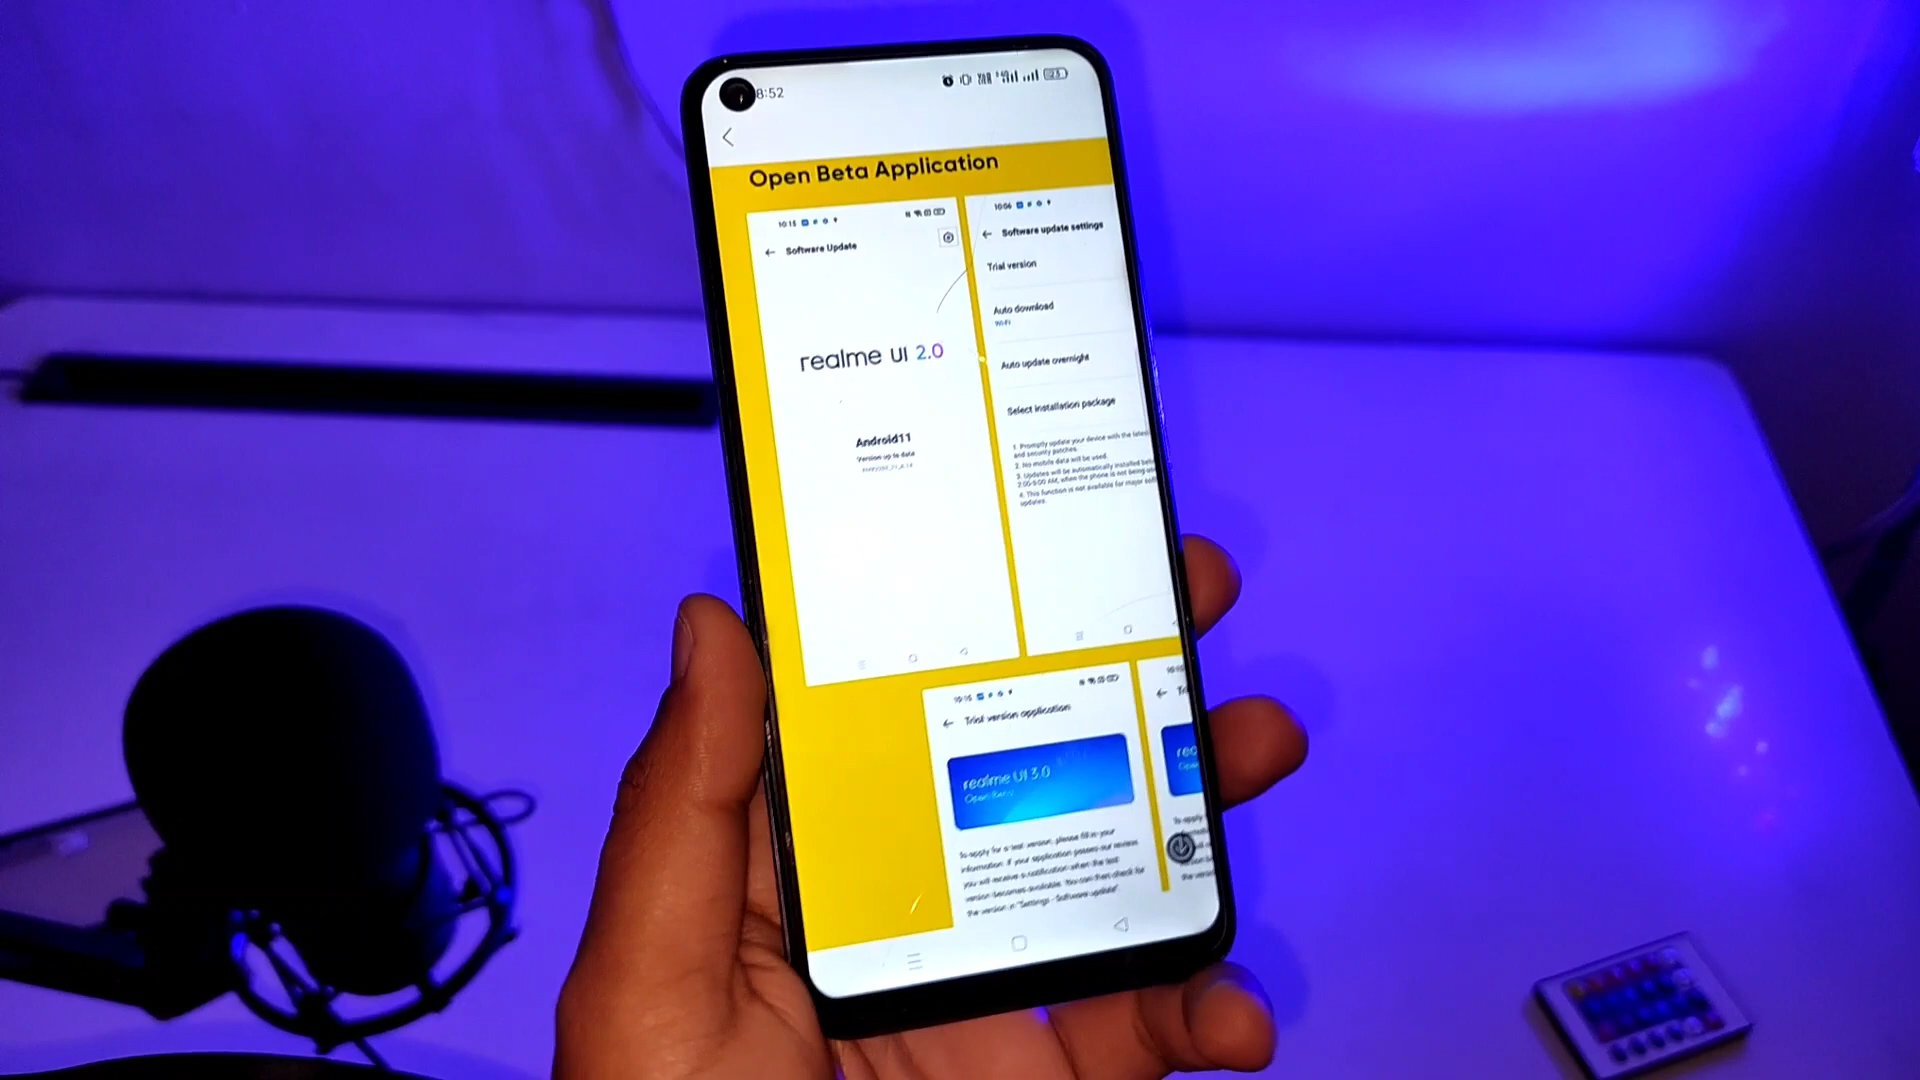 8:52
Open Beta Application
10:15
Software Update
realme UI 2.0
Android11
Version up to date
10:06
Software update settings
Trial version
Auto download
Wi-Fi
Auto update overnight
Select installation package
1. Promptly update your device with the latest
and security patches.
2. No mobile data will be used.
3. Updates will be automatically installed
2:00-5:00 AM, when the phone is not being
4. This function is not available for major
updates.
10:15
Trial version application
realme UI 3.0
Open Beta
To apply for a test version, please fill in your
information. If your application passes our review
you will receive a notification when the test
version becomes available. You can then check for
the version in "Settings - Software update".
To apply